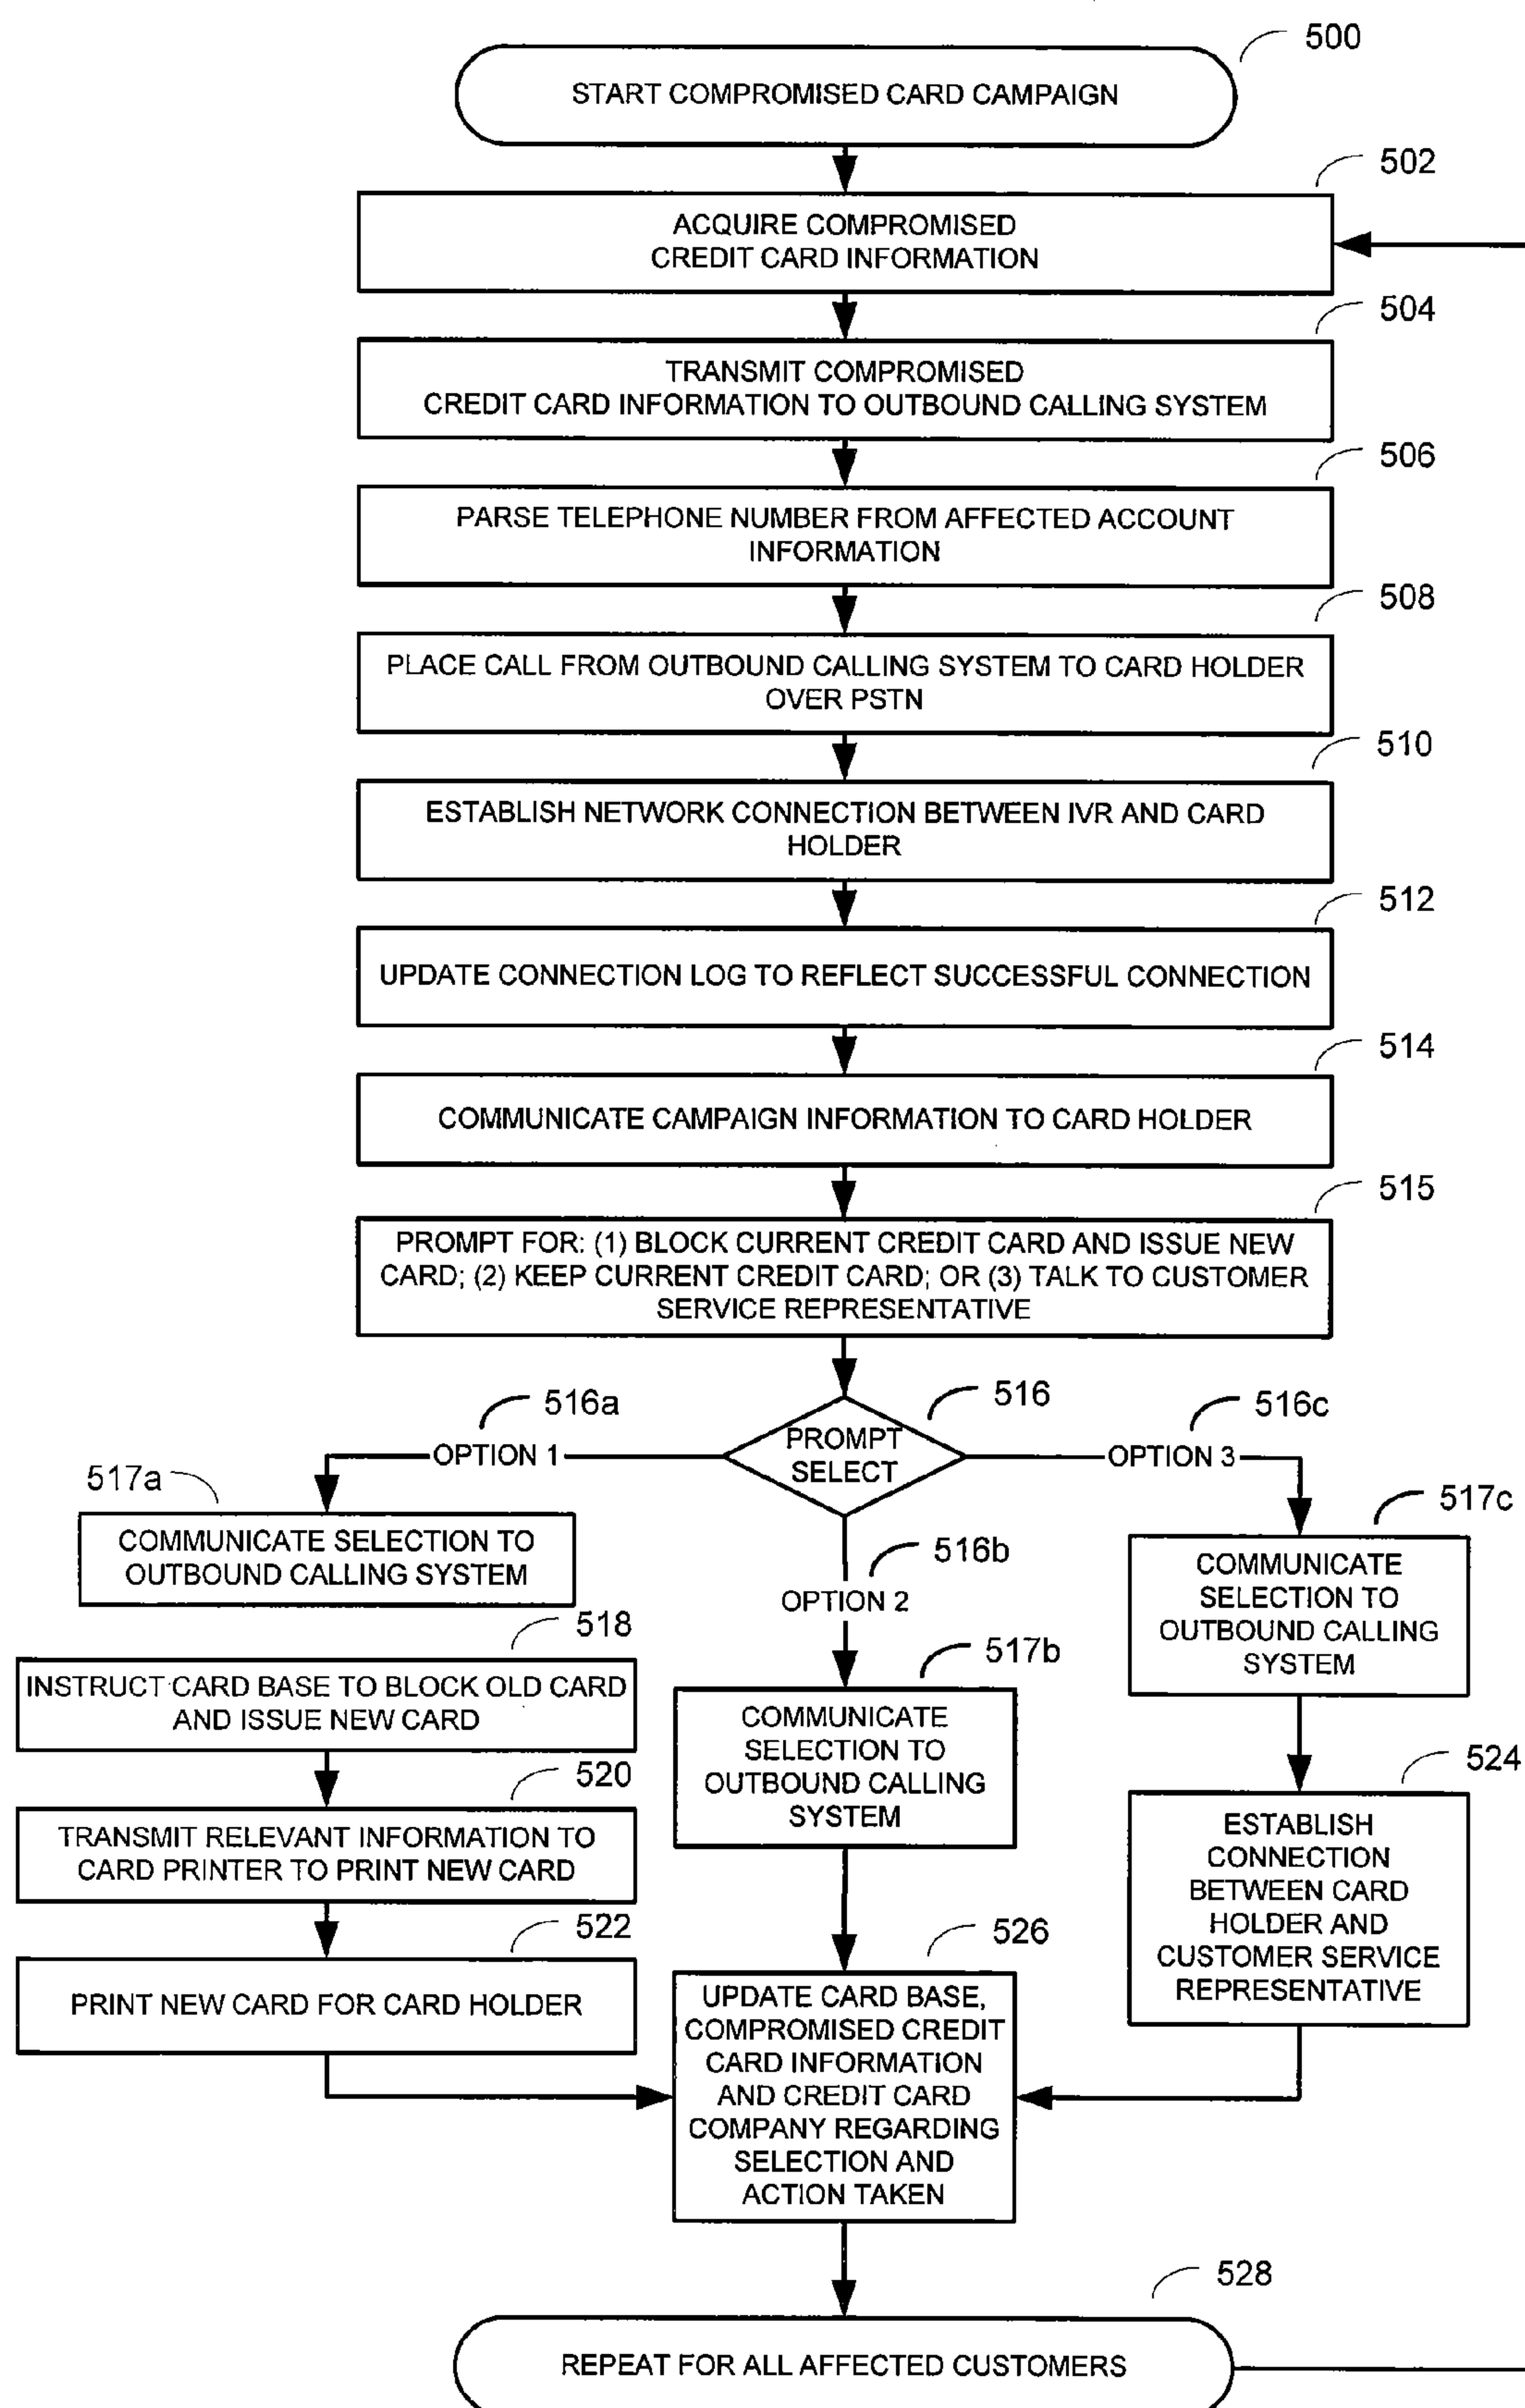 500
START COMPROMISED CARD CAMPAIGN
502
ACQUIRE COMPROMISED
CREDIT CARD INFORMATION
504
TRANSMIT COMPROMISED
CREDIT CARD INFORMATION TO OUTBOUND CALLING SYSTEM
506
PARSE TELEPHONE NUMBER FROM AFFECTED ACCOUNT
INFORMATION
508
PLACE CALL FROM OUTBOUND CALLING SYSTEM TO CARD HOLDER
OVER PSTN
510
ESTABLISH NETWORK CONNECTION BETWEEN IVR AND CARD
HOLDER
512
UPDATE CONNECTION LOG TO REFLECT SUCCESSFUL CONNECTION
514
COMMUNICATE CAMPAIGN INFORMATION TO CARD HOLDER
515
PROMPT FOR: (1) BLOCK CURRENT CREDIT CARD AND ISSUE NEW
CARD; (2) KEEP CURRENT CREDIT CARD; OR (3) TALK TO CUSTOMER
SERVICE REPRESENTATIVE
516
PROMPT
SELECT
516a
OPTION 1
517a
COMMUNICATE SELECTION TO
OUTBOUND CALLING SYSTEM
518
INSTRUCT CARD BASE TO BLOCK OLD CARD
AND ISSUE NEW CARD
520
TRANSMIT RELEVANT INFORMATION TO
CARD PRINTER TO PRINT NEW CARD
522
PRINT NEW CARD FOR CARD HOLDER
516b
OPTION 2
517b
COMMUNICATE
SELECTION TO
OUTBOUND CALLING
SYSTEM
516c
OPTION 3
517c
COMMUNICATE
SELECTION TO
OUTBOUND CALLING
SYSTEM
524
ESTABLISH
CONNECTION
BETWEEN CARD
HOLDER AND
CUSTOMER SERVICE
REPRESENTATIVE
526
UPDATE CARD BASE,
COMPROMISED CREDIT
CARD INFORMATION
AND CREDIT CARD
COMPANY REGARDING
SELECTION AND
ACTION TAKEN
528
REPEAT FOR ALL AFFECTED CUSTOMERS